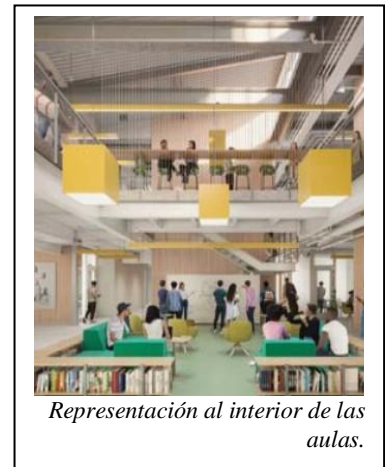 Representación al interior de las
aulas.